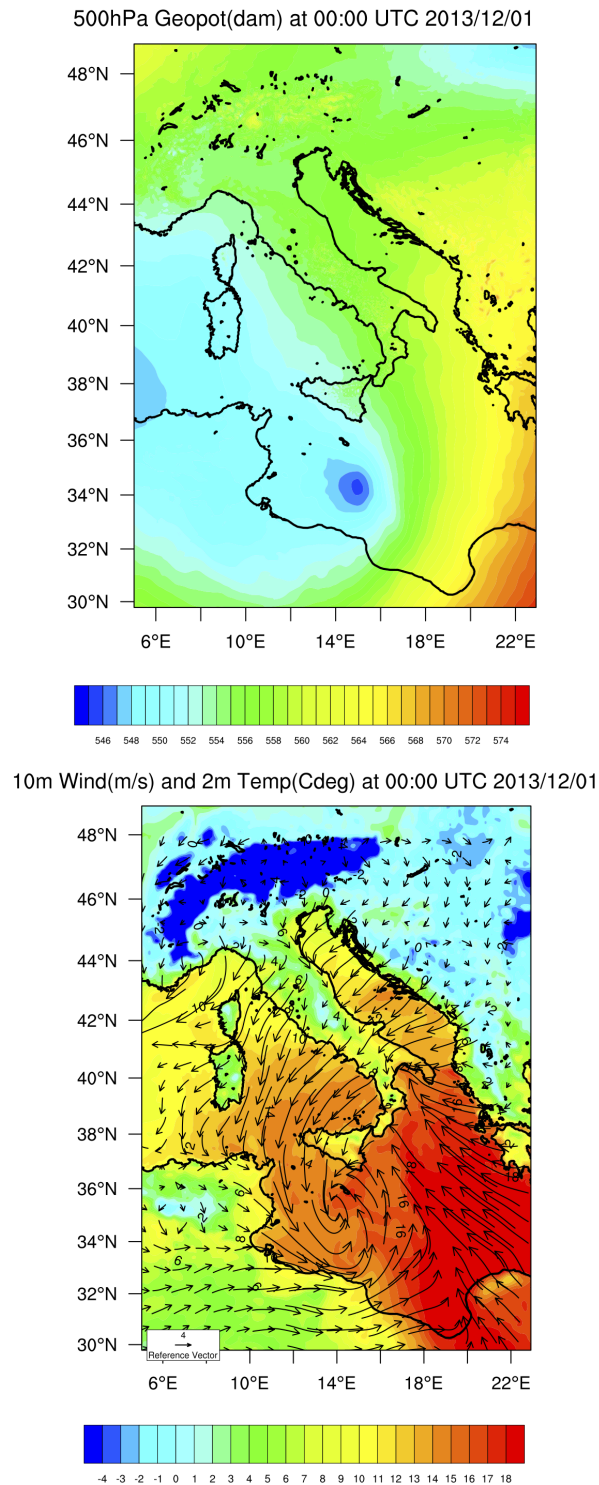 500hPa Geopot(dam) at 00:00 UTC 2013/12/01
48°N
46°N
44°N
42°N
40°N
38°N
36°N
34°N
32°N
30°N
6°E 10°E 14°E 18°E 22°E
546 548 550 552 554 556 558 560 562 564 566 568 570 572 574
10m Wind(m/s) and 2m Temp(Cdeg) at 00:00 UTC 2013/12/01
48°N
46°N
44°N
42°N
40°N
38°N
36°N
34°N
32°N
30°N
4
Reference Vector
6°E 10°E 14°E 18°E 22°E
-4 -3 -2 -1 0 1 2 3 4 5 6 7 8 9 10 11 12 13 14 15 16 17 18